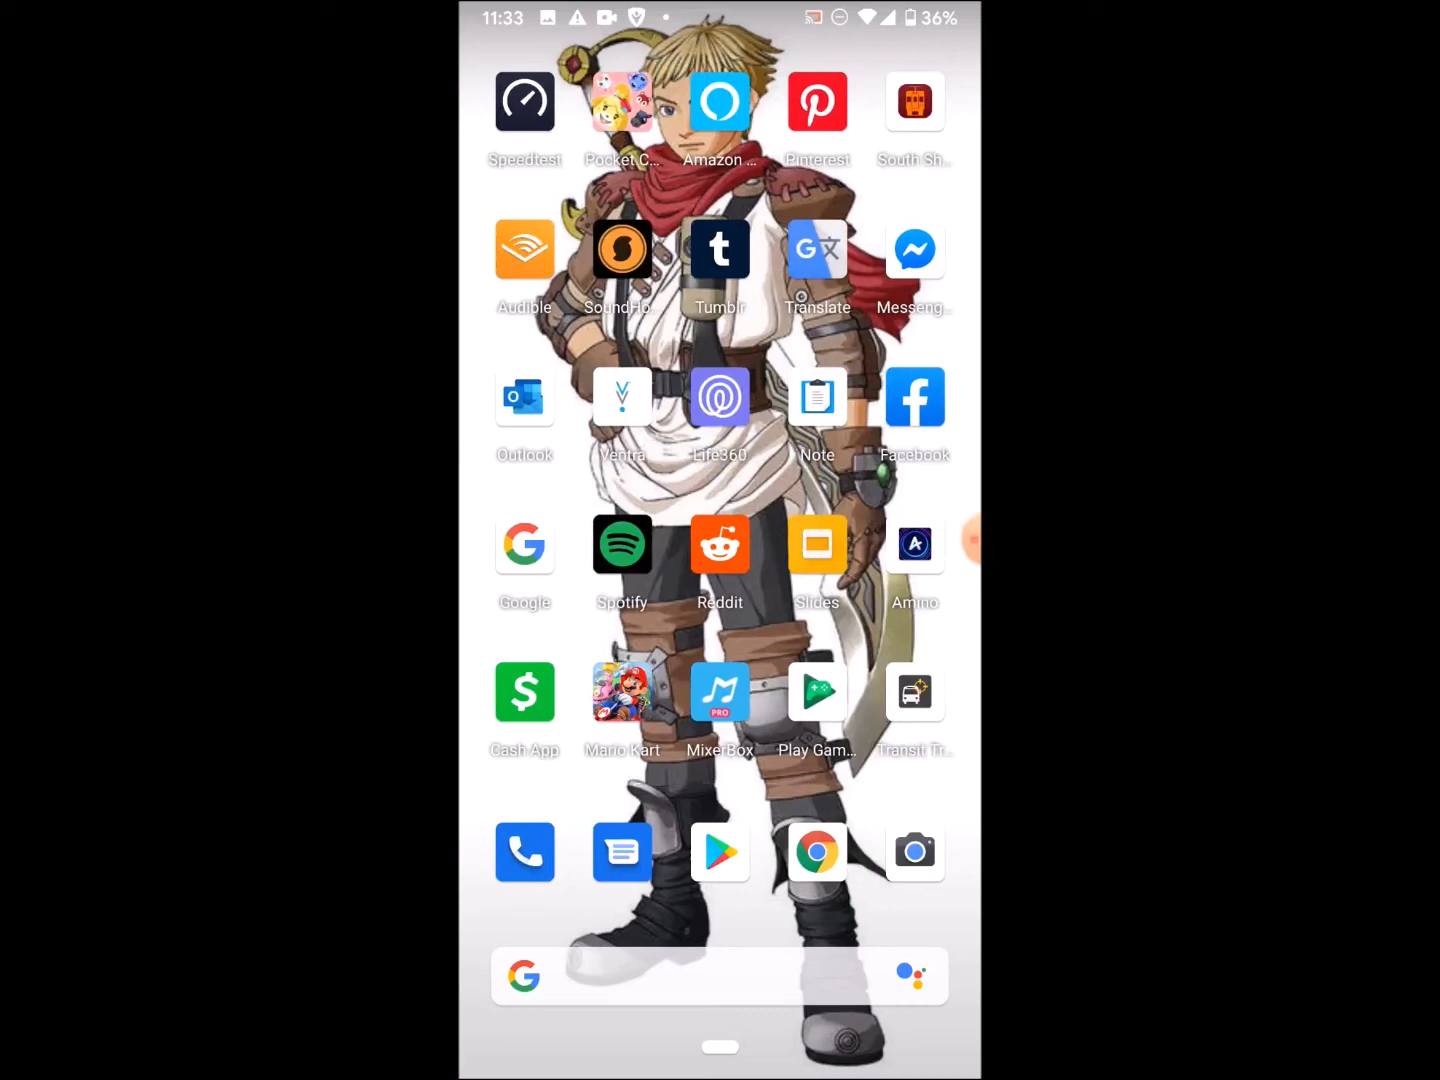 11:33 36%
Speedtest Pocket C... Amazon ... Pinterest South Sh...
Audible SoundHo.. Tumblr Translate Messeng...
Outlook Ventra Life360 Note Facebook
Google Spotify Reddit Slides Amino
PRO
Cash App Mario Kart MixerBox Play Gam... Transit Tr...